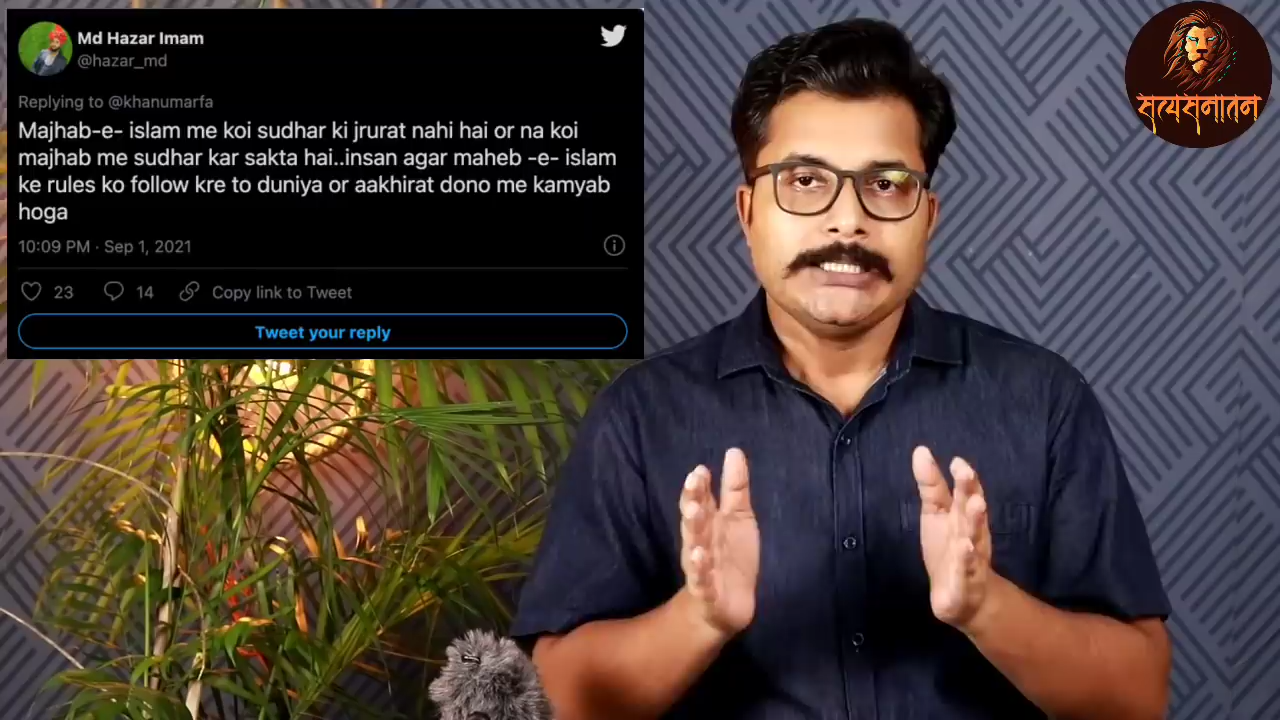 Md Hazar Imam
@hazar_md
Replying to @khanumarfa
Majhab-e- islam me koi sudhar ki jrurat nahi hai or na koi
majhab me sudhar kar sakta hai..insan agar maheb -e- islam
ke rules ko follow kre to duniya or aakhirat dono me kamyab
hoga
10:09 PM · Sep 1, 2021
23 14 Copy link to Tweet
Tweet your reply
सत्यसनातन